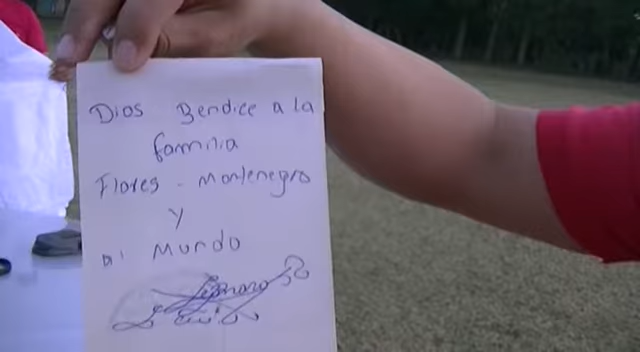 Dios Bendice a la
familia
Flores - Montenegro
y
al Mundo